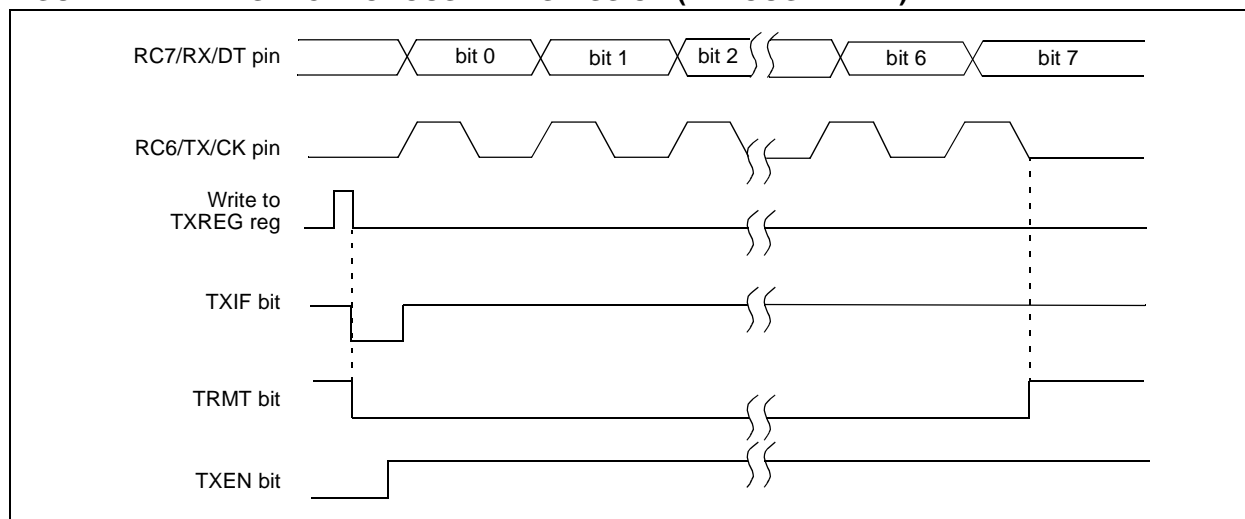 RC7/RX/DT pin
bit 0
bit 1
bit 2
bit 6
bit 7
RC6/TX/CK pin
Write to
TXREG reg
TXIF bit
TRMT bit
TXEN bit